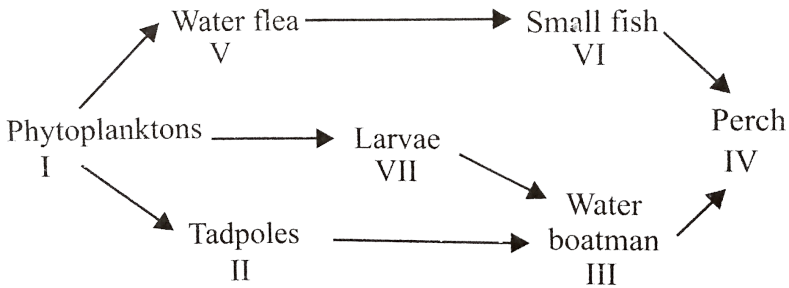 Water flea
V
Small fish
VI
Phytoplanktons
I
Larvae
VII
Perch
IV
Tadpoles
II
Water
boatman
III